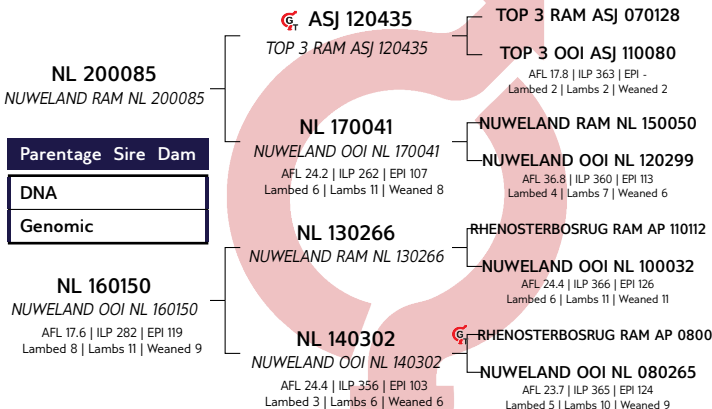 NL 200085
NUWELAND RAM NL 200085
Parentage Sire Dam
DNA
Genomic
NL 160150
NUWELAND OOI NL 160150
AFL 17.6 | ILP 282 | EPI 119
Lambed 8 | Lambs 11 | Weaned 9
GT ASJ 120435
TOP 3 RAM ASJ 120435
NL 170041
NUWELAND OOI NL 170041
AFL 24.2 | ILP 262 | EPI 107
Lambed 6 | Lambs 11 | Weaned 8
NL 130266
NUWELAND RAM NL 130266
NL 140302
NUWELAND OOI NL 140302
AFL 24.4 | ILP 356 | EPI 103
Lambed 3 | Lambs 6 | Weaned 6
TOP 3 RAM ASJ 070128
TOP 3 OOI ASJ 110080
AFL 17.8 | ILP 363 | EPI -
Lambed 2 | Lambs 2 | Weaned 2
NUWELAND RAM NL 150050
NUWELAND OOI NL 120299
AFL 36.8 | ILP 360 | EPI 113
Lambed 4 | Lambs 7 | Weaned 6
RHENOSTERBOSRUG RAM AP 110112
NUWELAND OOI NL 100032
AFL 24.4 | ILP 366 | EPI 126
Lambed 6 | Lambs 11 | Weaned 11
GT RHENOSTERBOSRUG RAM AP 0800
NUWELAND OOI NL 080265
AFL 23.7 | ILP 365 | EPI 124
Lambed 5 | Lambs 10 | Weaned 9